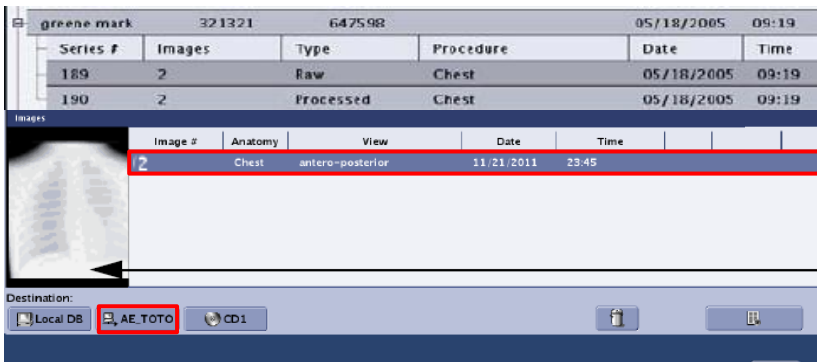 greene mark 321321 647598 05/18/2005 09:19
Series # Images Type Procedure Date Time
189 2 Raw Chest 05/18/2005 09:19
190 2 Processed Chest 05/18/2005 09:19
Images
Image # Anatomy View Date Time
2 Chest antero-posterior 11/21/2011 23:45
Destination:
Local DB AE_TOTO CD1